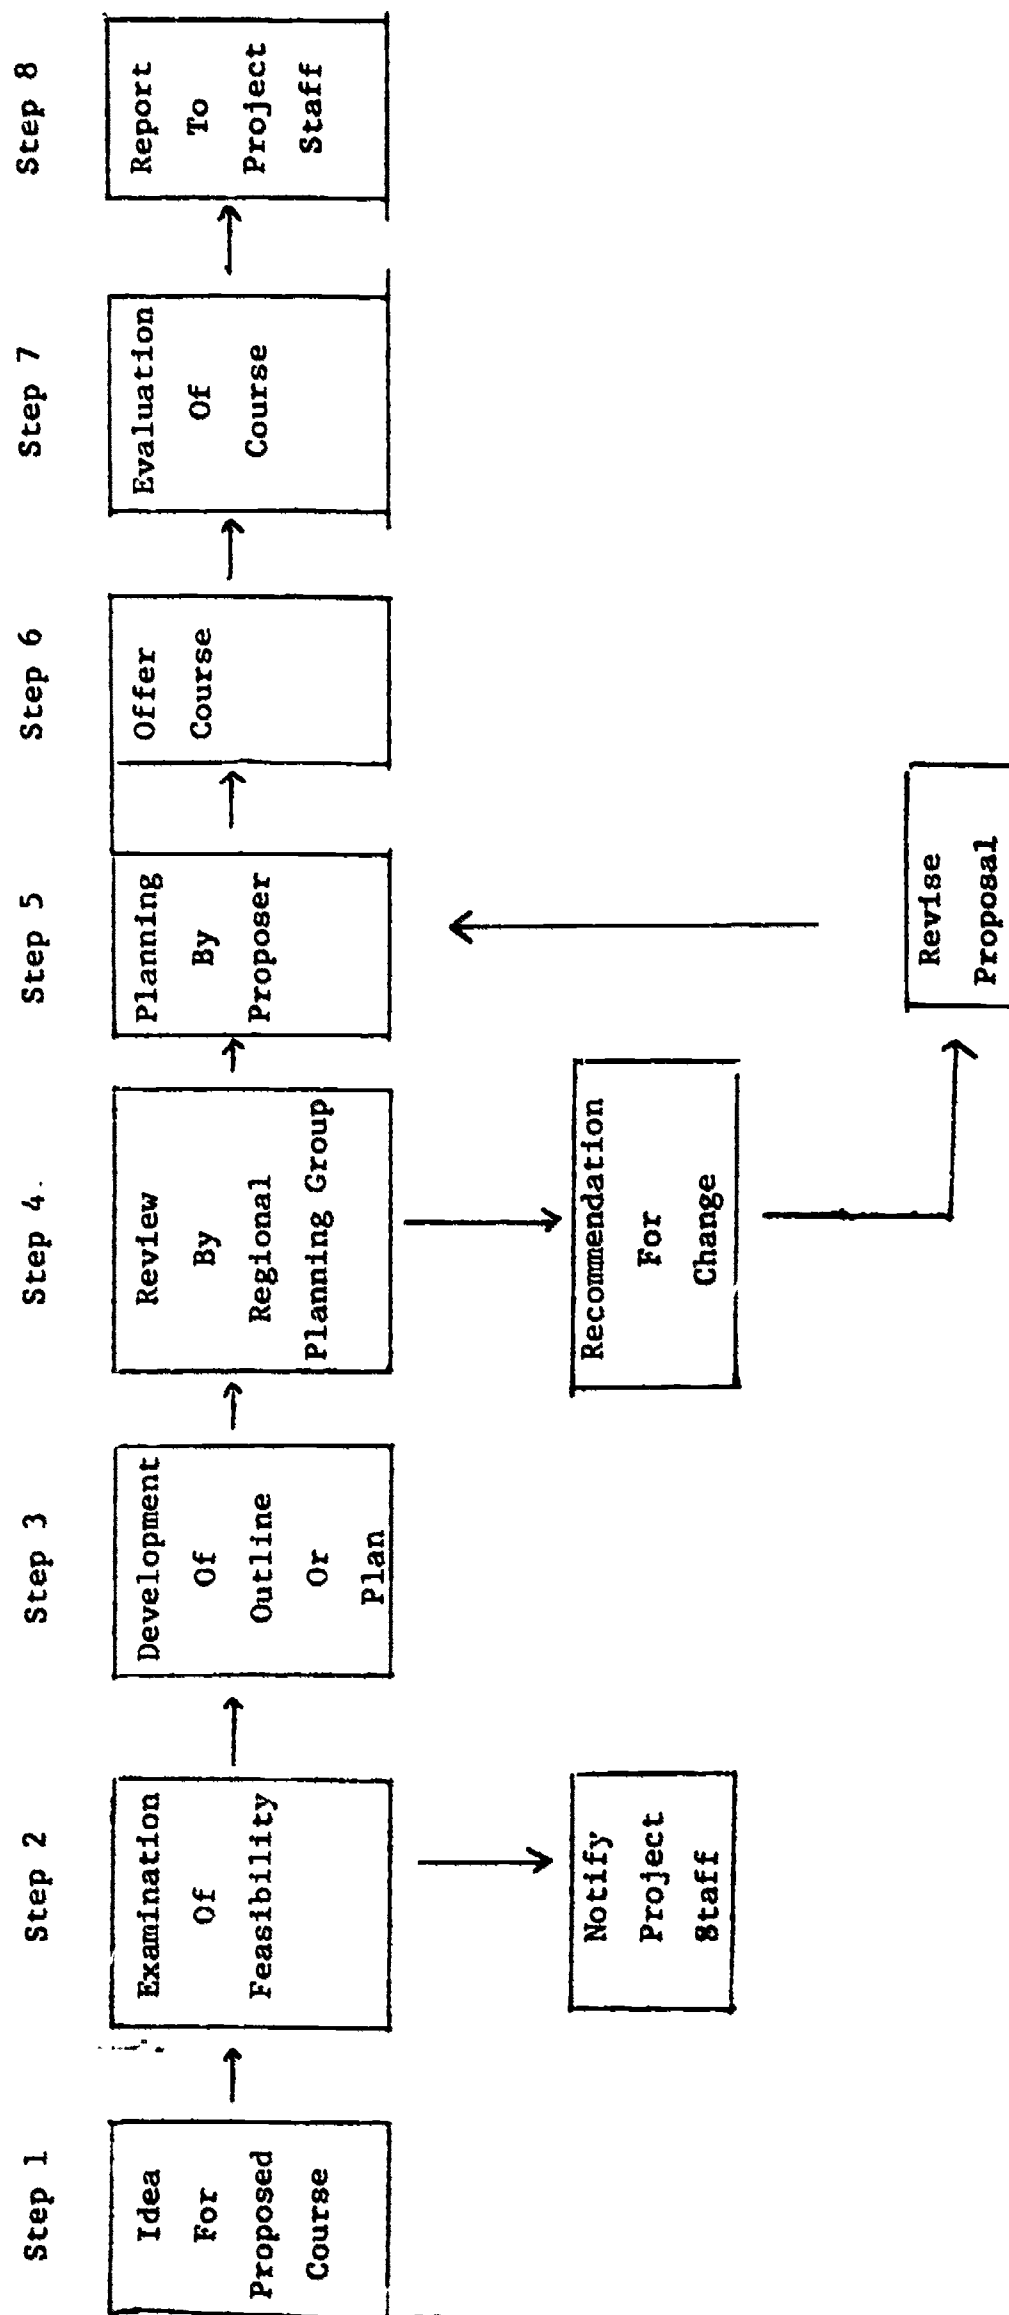 Step 1
Idea
For
Proposed
Course
Step 2
Examination
Of
Feasibility
Notify
Project
Staff
Step 3
Development
Of
Outline
Or
Plan
Step 4
Review
By
Regional
Planning Group
Recommendation
For
Change
Revise
Proposal
Step 5
Planning
By
Proposer
Step 6
Offer
Course
Step 7
Evaluation
Of
Course
Step 8
Report
To
Project
Staff